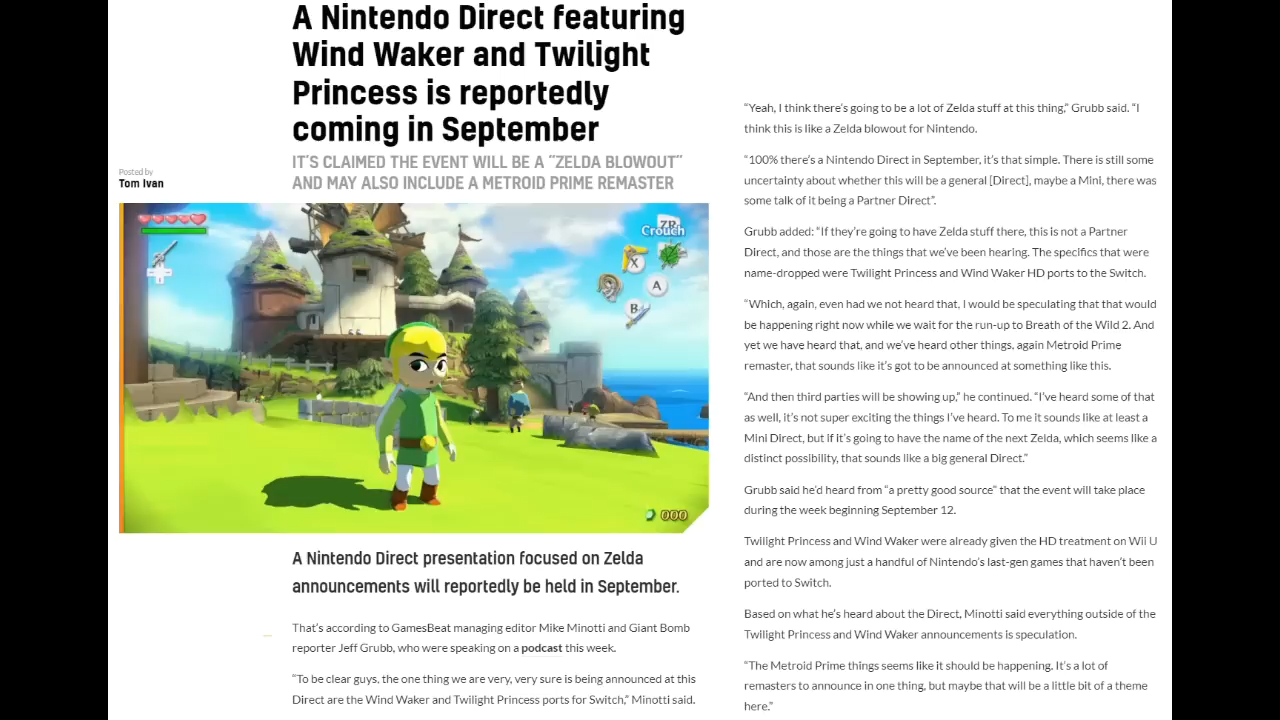 A Nintendo Direct featuring
Wind Waker and Twilight
Princess is reportedly
coming in September
IT'S CLAIMED THE EVENT WILL BE A "ZELDA BLOWOUT"
AND MAY ALSO INCLUDE A METROID PRIME REMASTER
Posted by
Tom Ivan
ZR
Crouch
X
A
B
000
A Nintendo Direct presentation focused on Zelda
announcements will reportedly be held in September.
That's according to GamesBeat managing editor Mike Minotti and Giant Bomb
reporter Jeff Grubb, who were speaking on a podcast this week.
“To be clear guys, the one thing we are very, very sure is being announced at this
Direct are the Wind Waker and Twilight Princess ports for Switch,” Minotti said.
“Yeah, I think there's going to be a lot of Zelda stuff at this thing,” Grubb said. “I
think this is like a Zelda blowout for Nintendo.
“100% there's a Nintendo Direct in September, it's that simple. There is still some
uncertainty about whether this will be a general [Direct], maybe a Mini, there was
some talk of it being a Partner Direct”.
Grubb added: “If they're going to have Zelda stuff there, this is not a Partner
Direct, and those are the things that we've been hearing. The specifics that were
name-dropped were Twilight Princess and Wind Waker HD ports to the Switch.
“Which, again, even had we not heard that, I would be speculating that that would
be happening right now while we wait for the run-up to Breath of the Wild 2. And
yet we have heard that, and we've heard other things, again Metroid Prime
remaster, that sounds like it's got to be announced at something like this.
“And then third parties will be showing up,” he continued. “I've heard some of that
as well, it's not super exciting the things I've heard. To me it sounds like at least a
Mini Direct, but if it's going to have the name of the next Zelda, which seems like a
distinct possibility, that sounds like a big general Direct.”
Grubb said he'd heard from “a pretty good source” that the event will take place
during the week beginning September 12.
Twilight Princess and Wind Waker were already given the HD treatment on Wii U
and are now among just a handful of Nintendo's last-gen games that haven't been
ported to Switch.
Based on what he's heard about the Direct, Minotti said everything outside of the
Twilight Princess and Wind Waker announcements is speculation.
“The Metroid Prime things seems like it should be happening. It's a lot of
remasters to announce in one thing, but maybe that will be a little bit of a theme
here.”